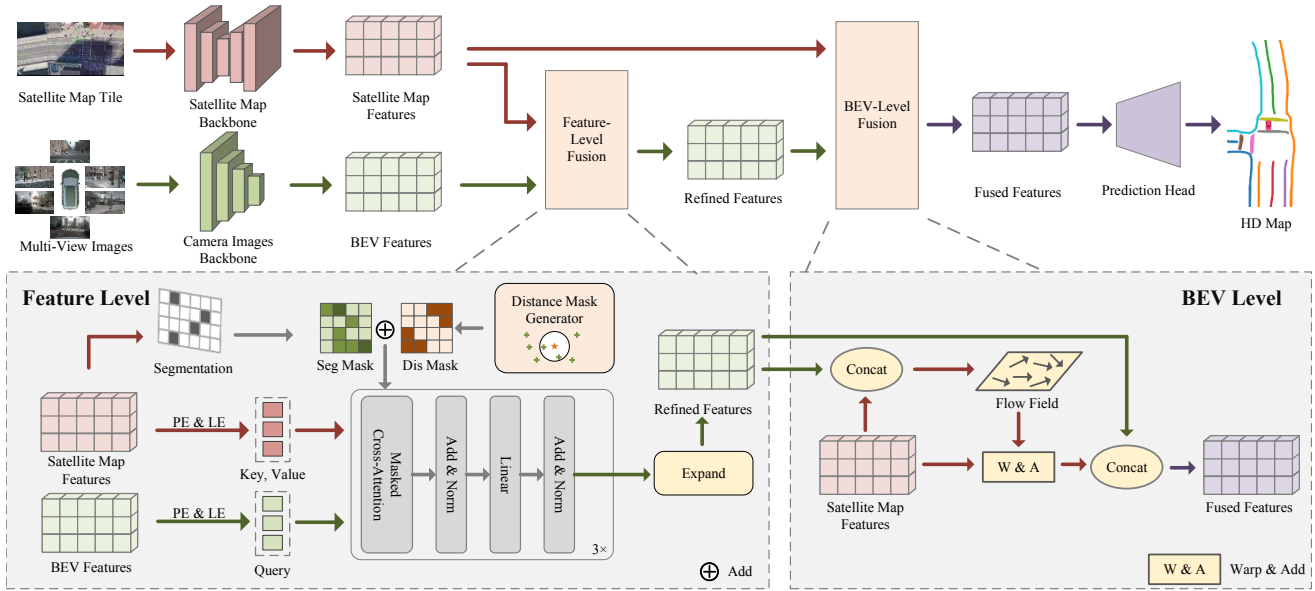 Satellite Map Tile
Satellite Map
Backbone
Satellite Map
Features
Feature-
Level
Fusion
BEV-Level
Fusion
Multi-View Images
Camera Images
Backbone
BEV Features
Refined Features
Fused Features
Prediction Head
HD Map
Feature Level
Segmentation
Seg Mask
Dis Mask
Distance Mask
Generator
Satellite Map
Features
PE & LE
Key, Value
BEV Features
PE & LE
Query
Masked
Cross-Attention
Add & Norm
Linear
Add & Norm
3×
Expand
Refined Features
Add
BEV Level
Concat
Flow Field
Satellite Map
Features
W & A
Concat
Fused Features
W & A
Warp & Add